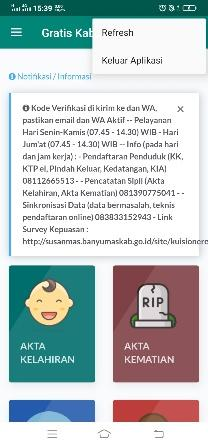 15:39
Gratis Kab
Refresh
Keluar Aplikasi
Notifikasi / Informasi
Kode Verifikasi di kirim ke dan WA,
pastikan email dan WA Aktif -- Pelayanan
Hari Senin-Kamis (07.45 - 14.30) WIB - Hari
Jum'at (07.45 - 14.30) WIB -- Info (pada hari
dan jam kerja) : - Pendaftaran Penduduk (KK,
KTP el, Pindah Keluar, Kedatangan, KIA)
08112665513 - - Pencatatan Sipil (Akta
Kelahiran, Akta Kematian) 081390775041 - -
Sinkronisasi Data (data bermasalah, teknis
pendaftaran online) 083833152943 - Link
Survey Kepuasan :
http://susanmas.banyumaskab.go.id/site/kuisionere
RIP
AKTA
KELAHIRAN
AKTA
KEMATIAN